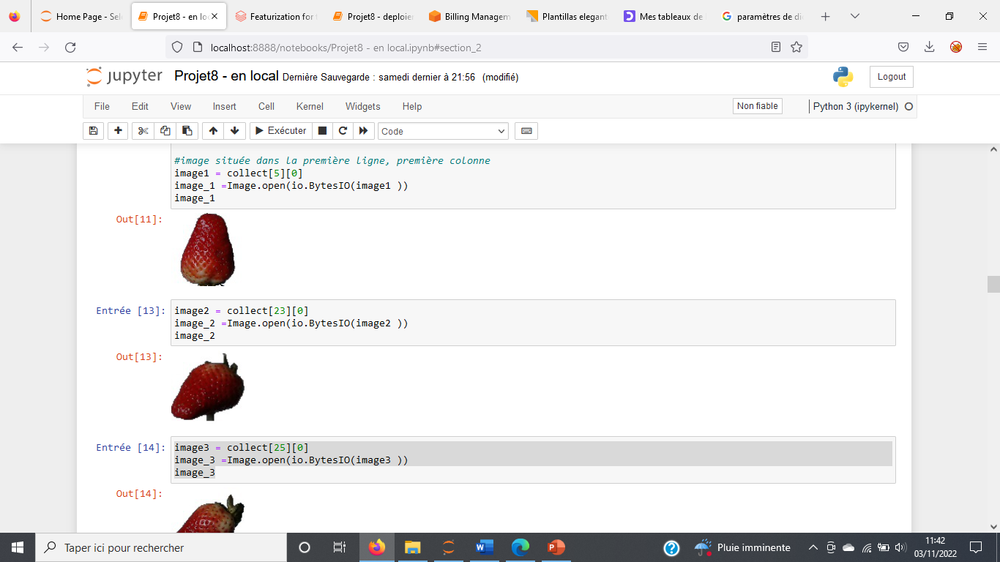 Home Page - Sele
Projet8 - en lo
Featurization for t
Projet8 - deploier
Billing Managem
Plantillas elegant
Mes tableaux de
paramètres de di
localhost:8888/notebooks/Projet8 - en local.ipynb#section_2
jupyter Projet8 - en local Dernière Sauvegarde : samedi dernier à 21:56 (modifié)
Logout
File Edit View Insert Cell Kernel Widgets Help
Non fiable
Python 3 (ipykernel)
Exécuter
Code
#image située dans la première ligne, première colonne
image1 = collect[5][0]
image_1 =Image.open(io.BytesIO(image1 ))
image_1
Out[11]:
Entrée [13]:
image2 = collect[23][0]
image_2 =Image.open(io.BytesIO(image2 ))
image_2
Out[13]:
Entrée [14]:
image3 = collect[25][0]
image_3 =Image.open(io.BytesIO(image3 ))
image_3
Out[14]:
Taper ici pour rechercher
Pluie imminente
11:42
03/11/2022